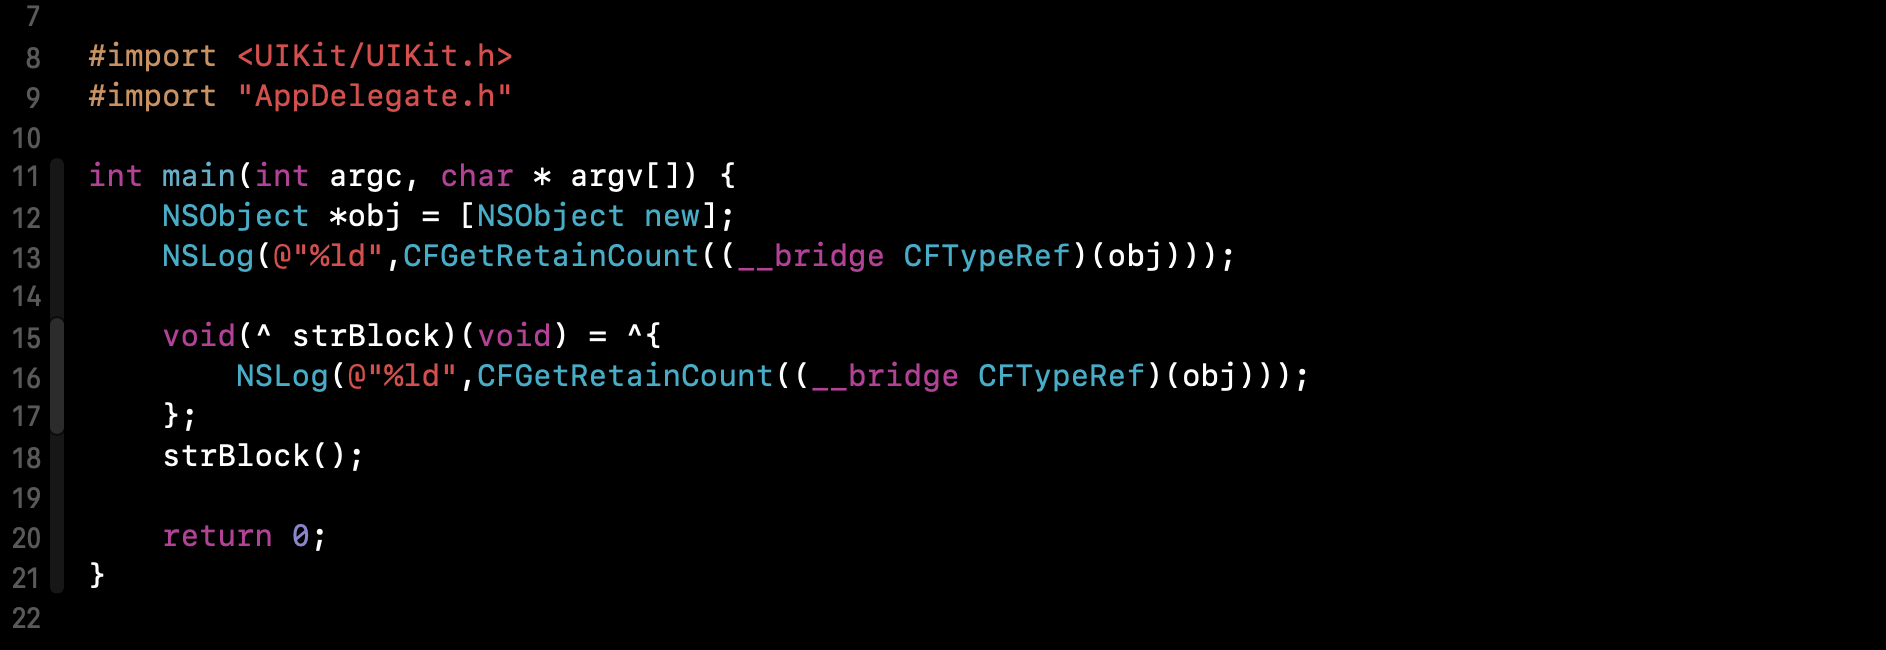 7
8 #import <UIKit/UIKit.h>
9 #import "AppDelegate.h"
10
11 int main(int argc, char * argv[]) {
12     NSObject *obj = [NSObject new];
13     NSLog(@"%ld",CFGetRetainCount((__bridge CFTypeRef)(obj)));
14
15     void(^ strBlock)(void) = ^{
16         NSLog(@"%ld",CFGetRetainCount((__bridge CFTypeRef)(obj)));
17     };
18     strBlock();
19
20     return 0;
21 }
22